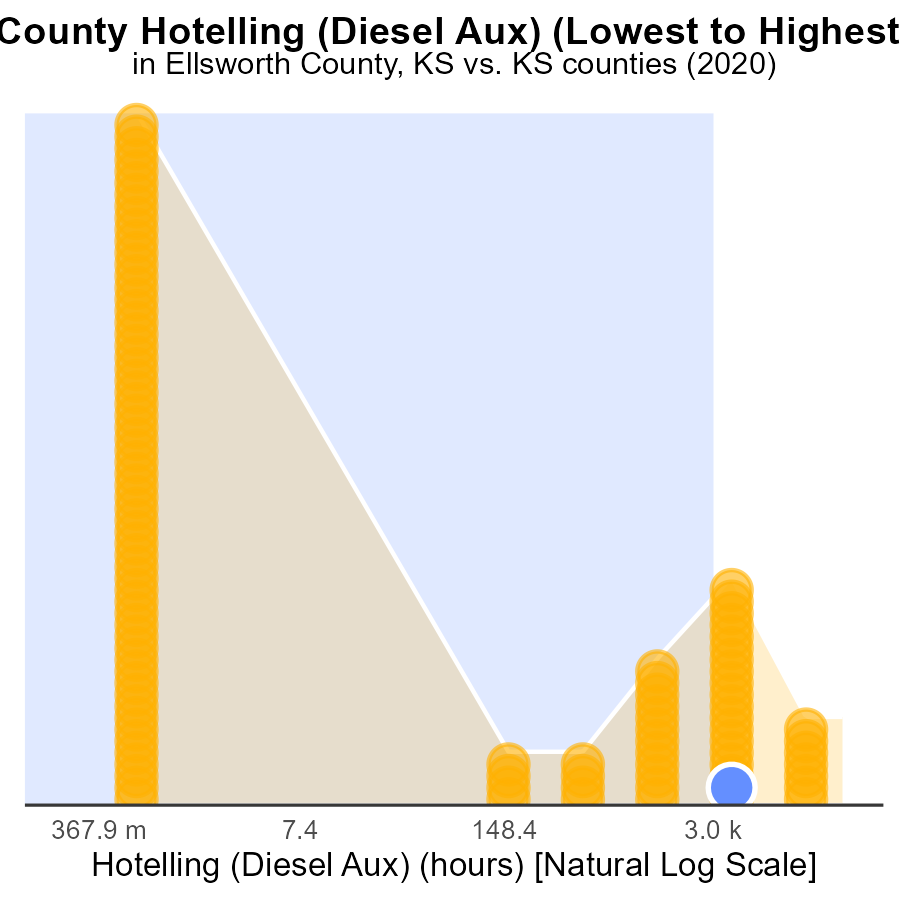 County Hotelling (Diesel Aux) (Lowest to Highest
in Ellsworth County, KS vs. KS counties (2020)
367.9 m 7.4 148.4 3.0 k
Hotelling (Diesel Aux) (hours) [Natural Log Scale]